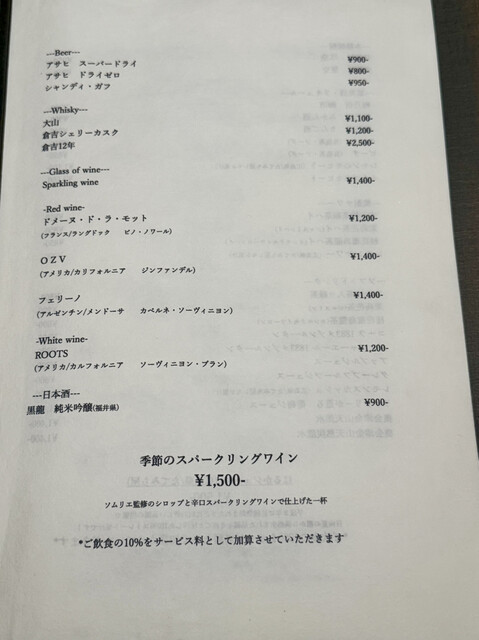 ---Beer---
アサヒ スーパードライ ¥900-
アサヒ ドライゼロ ¥800-
シャンディ・ガフ ¥950-
---Whisky---
大山 ¥1,100-
倉吉シェリーカスク ¥1,200-
倉吉12年 ¥2,500-
---Glass of wine---
Sparkling wine ¥1,400-
-Red wine-
ドメーヌ・ド・ラ・モット ¥1,200-
(フランス/ラングドック ピノ・ノワール)
OZV ¥1,400-
(アメリカ/カリフォルニア ジンファンデル)
フェリーノ ¥1,400-
(アルゼンチン/メンドーサ カベルネ・ソーヴィニヨン)
-White wine-
ROOTS ¥1,200-
(アメリカ/カルフォルニア ソーヴィニヨン・ブラン)
---日本酒---
黒龍 純米吟醸(福井県) ¥900-
季節のスパークリングワイン
¥1,500-
ソムリエ監修のシロップと辛口スパークリングワインで仕上げた一杯
*ご飲食の10%をサービス料として加算させていただきます